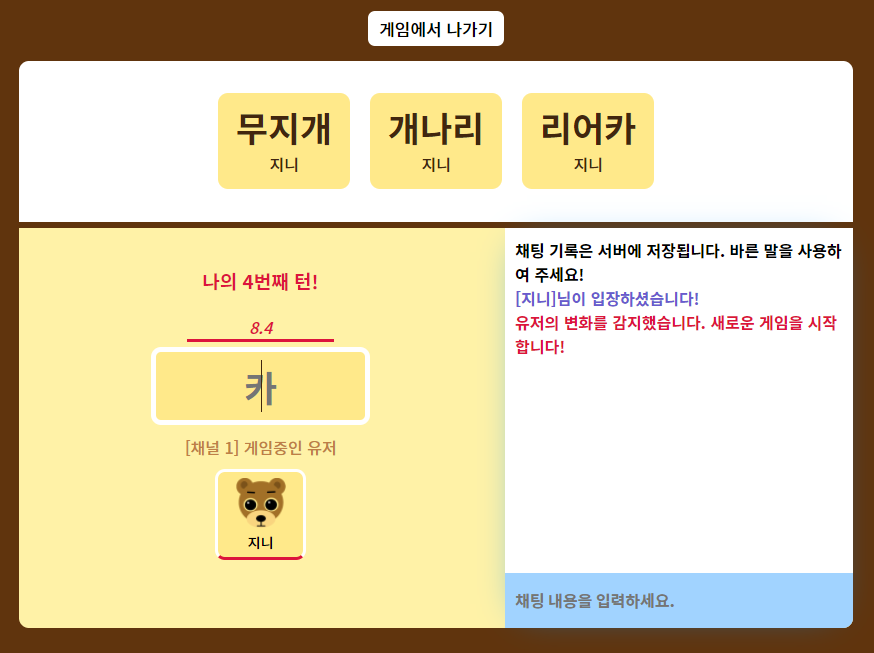 게임에서 나가기
무지개
지니
개나리
지니
리어카
지니
나의 4번째 턴!
8.4
카
[채널 1] 게임중인 유저
지니
채팅 기록은 서버에 저장됩니다. 바른 말을 사용하
여 주세요!
[지니]님이 입장하셨습니다!
유저의 변화를 감지했습니다. 새로운 게임을 시작
합니다!
채팅 내용을 입력하세요.